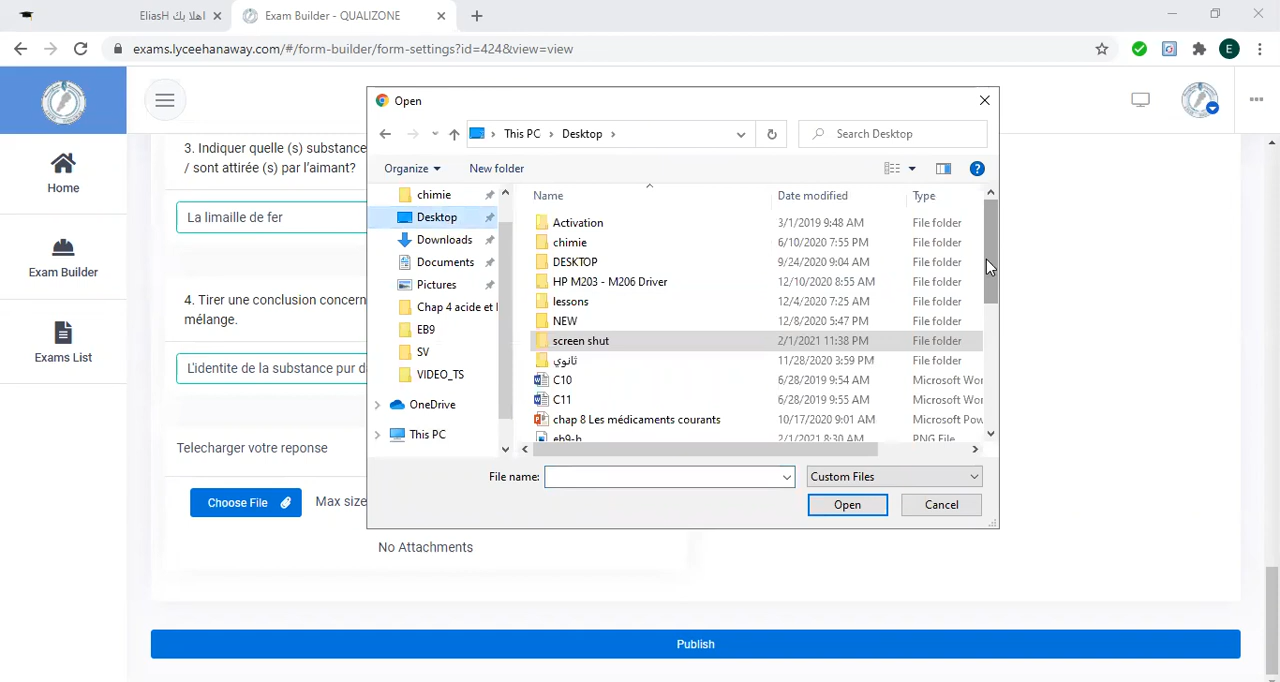 اهلا بك EliasH
Exam Builder - QUALIZONE
exams.lyceehanaway.com/#/form-builder/form-settings?id=424&view=view
E
Home
Exam Builder
Exams List
3. Indiquer quelle (s) substance
/ sont attirée (s) par l'aimant?
La limaille de fer
4. Tirer une conclusion concern
mélange.
L'identite de la substance pur d
Telecharger votre reponse
Choose File
Max size
No Attachments
Publish
Open
This PC
Desktop
Search Desktop
Organize
New folder
chimie
Desktop
Downloads
Documents
Pictures
Chap 4 acide et
EB9
SV
VIDEO_TS
OneDrive
This PC
Name Date modified Type
Activation 3/1/2019 9:48 AM File folder
chimie 6/10/2020 7:55 PM File folder
DESKTOP 9/24/2020 9:04 AM File folder
HP M203 - M206 Driver 12/10/2020 8:55 AM File folder
lessons 12/4/2020 7:25 AM File folder
NEW 12/8/2020 5:47 PM File folder
screen shut 2/1/2021 11:38 PM File folder
ثانوي 11/28/2020 3:59 PM File folder
C10 6/28/2019 9:54 AM Microsoft Wor
C11 6/28/2019 9:55 AM Microsoft Wor
chap 8 Les médicaments courants 10/17/2020 9:01 AM Microsoft Pow
eb9-h 2/1/2021 8:30 AM PNG File
File name:
Custom Files
Open
Cancel